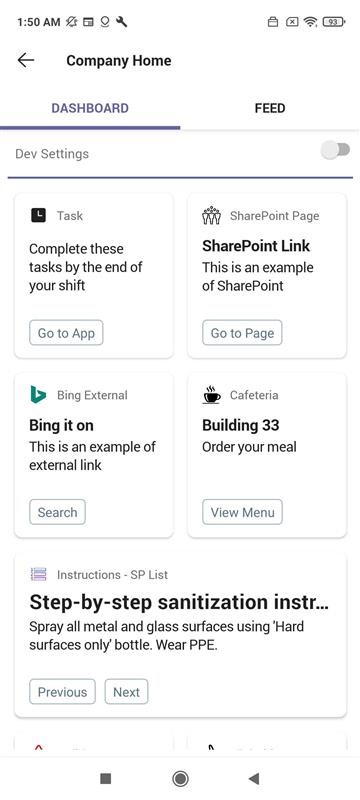 1:50 AM
93
Company Home
DASHBOARD
FEED
Dev Settings
Task
Complete these
tasks by the end of
your shift
Go to App
SharePoint Page
SharePoint Link
This is an example
of SharePoint
Go to Page
Bing External
Bing it on
This is an example of
external link
Search
Cafeteria
Building 33
Order your meal
View Menu
Instructions - SP List
Step-by-step sanitization instr...
Spray all metal and glass surfaces using 'Hard
surfaces only' bottle. Wear PPE.
Previous
Next